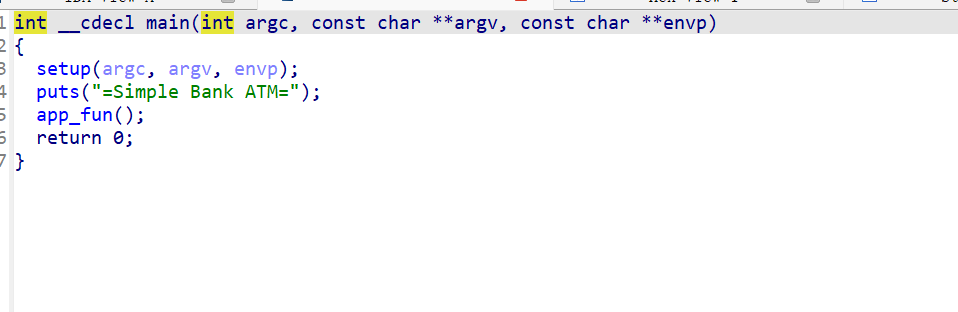 1 int __cdecl main(int argc, const char **argv, const char **envp)
2 {
3   setup(argc, argv, envp);
4   puts("=Simple Bank ATM=");
5   app_fun();
6   return 0;
7 }